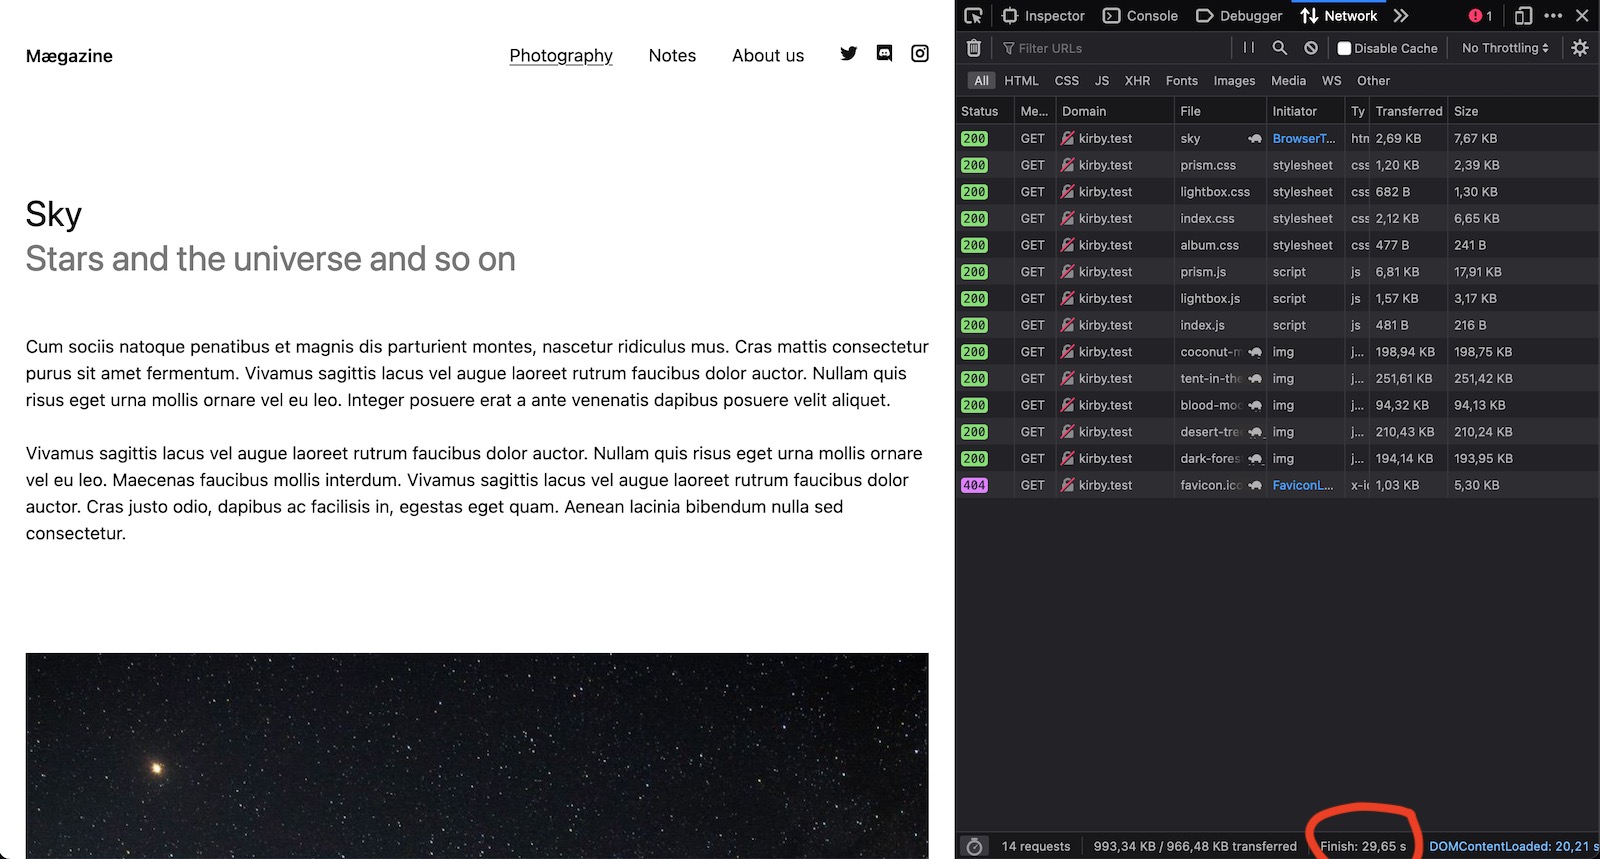 Mægazine
Photography Notes About us
Sky
Stars and the universe and so on
Cum sociis natoque penatibus et magnis dis parturient montes, nascetur ridiculus mus. Cras mattis consectetur
purus sit amet fermentum. Vivamus sagittis lacus vel augue laoreet rutrum faucibus dolor auctor. Nullam quis
risus eget urna mollis ornare vel eu leo. Integer posuere erat a ante venenatis dapibus posuere velit aliquet.
Vivamus sagittis lacus vel augue laoreet rutrum faucibus dolor auctor. Nullam quis risus eget urna mollis ornare
vel eu leo. Maecenas faucibus mollis interdum. Vivamus sagittis lacus vel augue laoreet rutrum faucibus dolor
auctor. Cras justo odio, dapibus ac facilisis in, egestas eget quam. Aenean lacinia bibendum nulla sed
consectetur.
Inspector Console Debugger Network 1
Filter URLs Disable Cache No Throttling
All HTML CSS JS XHR Fonts Images Media WS Other
Status Me... Domain File Initiator Ty Transferred Size
200 GET kirby.test sky BrowserT... htn 2,69 KB 7,67 KB
200 GET kirby.test prism.css stylesheet css 1,20 KB 2,39 KB
200 GET kirby.test lightbox.css stylesheet css 682 B 1,30 KB
200 GET kirby.test index.css stylesheet css 2,12 KB 6,65 KB
200 GET kirby.test album.css stylesheet css 477 B 241 B
200 GET kirby.test prism.js script js 6,81 KB 17,91 KB
200 GET kirby.test lightbox.js script js 1,57 KB 3,17 KB
200 GET kirby.test index.js script js 481 B 216 B
200 GET kirby.test coconut-m img j... 198,94 KB 198,75 KB
200 GET kirby.test tent-in-the img j... 251,61 KB 251,42 KB
200 GET kirby.test blood-moo img j... 94,32 KB 94,13 KB
200 GET kirby.test desert-tree img j... 210,43 KB 210,24 KB
200 GET kirby.test dark-fores img j... 194,14 KB 193,95 KB
404 GET kirby.test favicon.ico FaviconL... x-i 1,03 KB 5,30 KB
14 requests 993,34 KB / 966,48 KB transferred Finish: 29,65 s DOMContentLoaded: 20,21 s